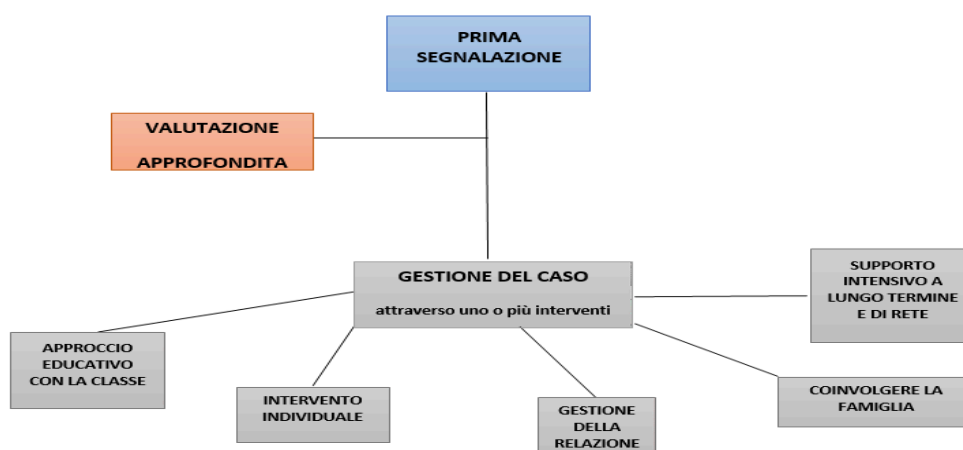 PRIMA
SEGNALAZIONE
VALUTAZIONE
APPROFONDITA
GESTIONE DEL CASO
attraverso uno o più interventi
SUPPORTO
INTENSIVO A
LUNGO TERMINE
E DI RETE
APPROCCIO
EDUCATIVO
CON LA CLASSE
INTERVENTO
INDIVIDUALE
GESTIONE
DELLA
RELAZIONE
COINVOLGERE LA
FAMIGLIA